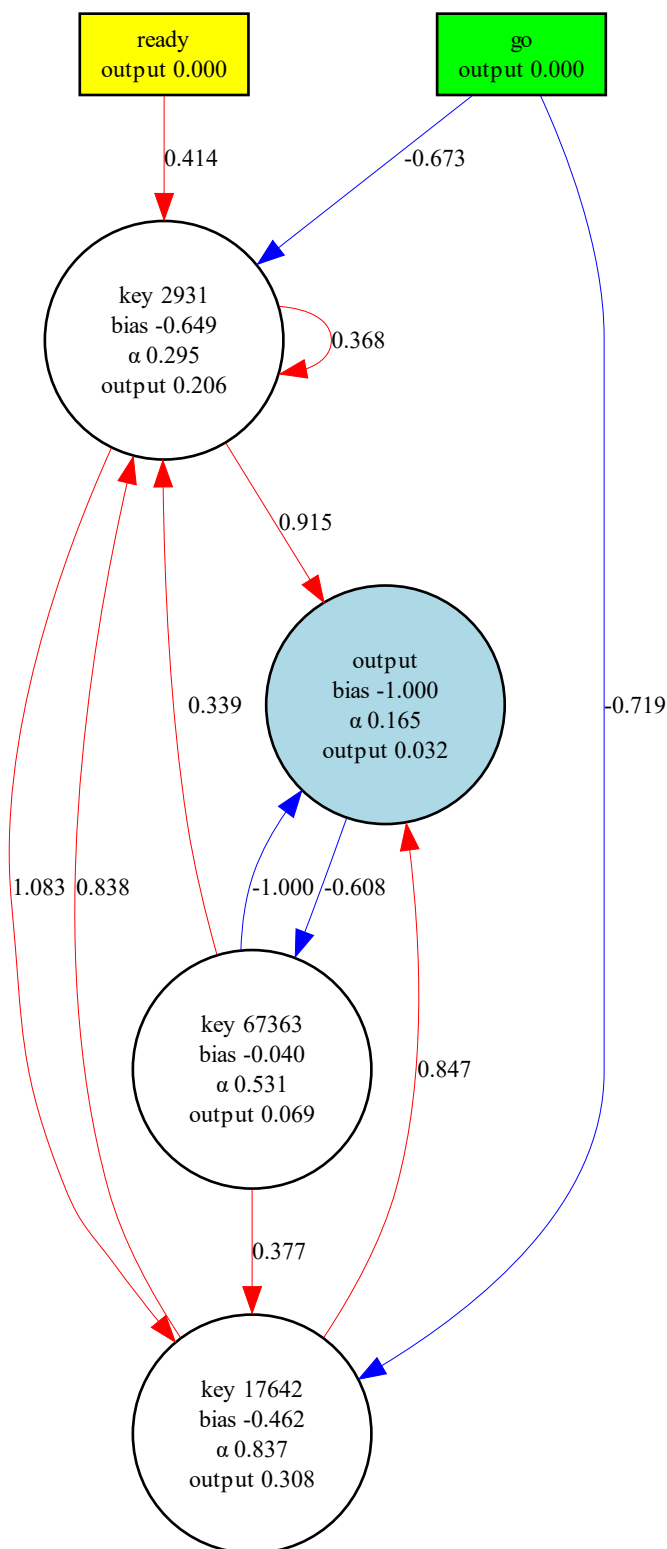 ready
output 0.000
go
output 0.000
0.414
-0.673
key 2931
bias -0.649
α 0.295
output 0.206
0.368
0.915
output
bias -1.000
α 0.165
output 0.032
0.339
-0.719
1.083
0.838
-1.000
-0.608
key 67363
bias -0.040
α 0.531
output 0.069
0.847
0.377
key 17642
bias -0.462
α 0.837
output 0.308